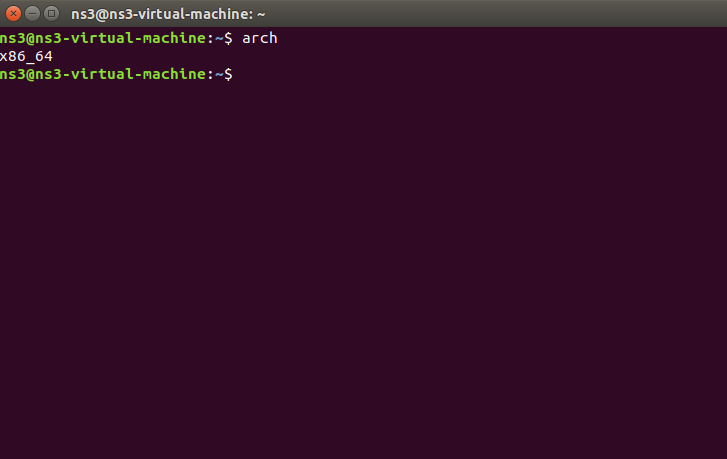 ns3@ns3-virtual-machine: ~
ns3@ns3-virtual-machine:~$ arch
x86_64
ns3@ns3-virtual-machine:~$